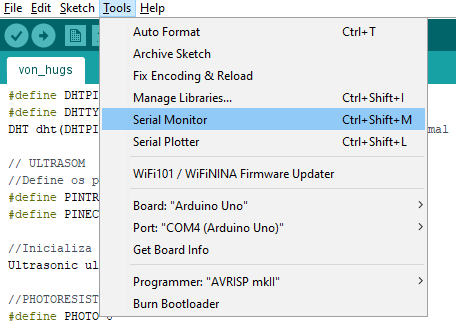 File Edit Sketch Tools Help
von_hugs
Auto Format Ctrl+T
Archive Sketch
Fix Encoding & Reload
Manage Libraries... Ctrl+Shift+I
Serial Monitor Ctrl+Shift+M
Serial Plotter Ctrl+Shift+L
WiFi101 / WiFiNINA Firmware Updater
Board: "Arduino Uno"
Port: "COM4 (Arduino Uno)"
Get Board Info
Programmer: "AVRISP mkII"
Burn Bootloader
#define DHTPI
#define DHTTY
DHT dht(DHTPI mal
// ULTRASOM
//Define os p
#define PINTR
#define PINEC
//Inicializa
Ultrasonic ul
//PHOTORESIST
#define PHOTO